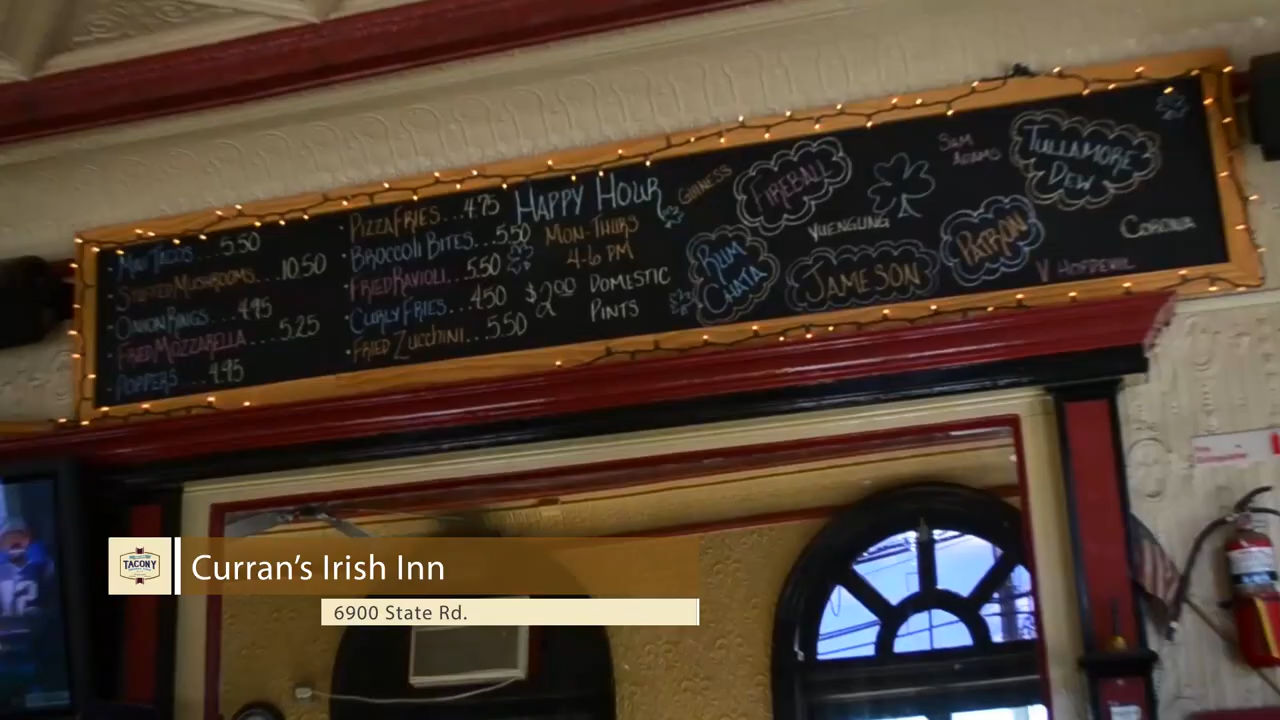 · Mini Tacos ..... 5.50
· Stuffed Mushrooms .... 10.50
· Onion Rings .... 4.95
· Fried Mozzarella ..... 5.25
· Poppers .... 4.95
· Pizza Fries ... 4.75
· Broccoli Bites ... 5.50
· Fried Ravioli ..... 5.50
· Curly Fries ... 4.50
· Fried Zucchini ... 5.50
Happy Hour
Mon-Thurs
4-6 PM
$2.00 Domestic
Pints
Guiness
Fireball
Rum
Chata
Yuengling
Jameson
Sam
Adams
Patron
Tullamore
Dew
Corona
V Hopdevil
TACONY
Curran's Irish Inn
6900 State Rd.
12